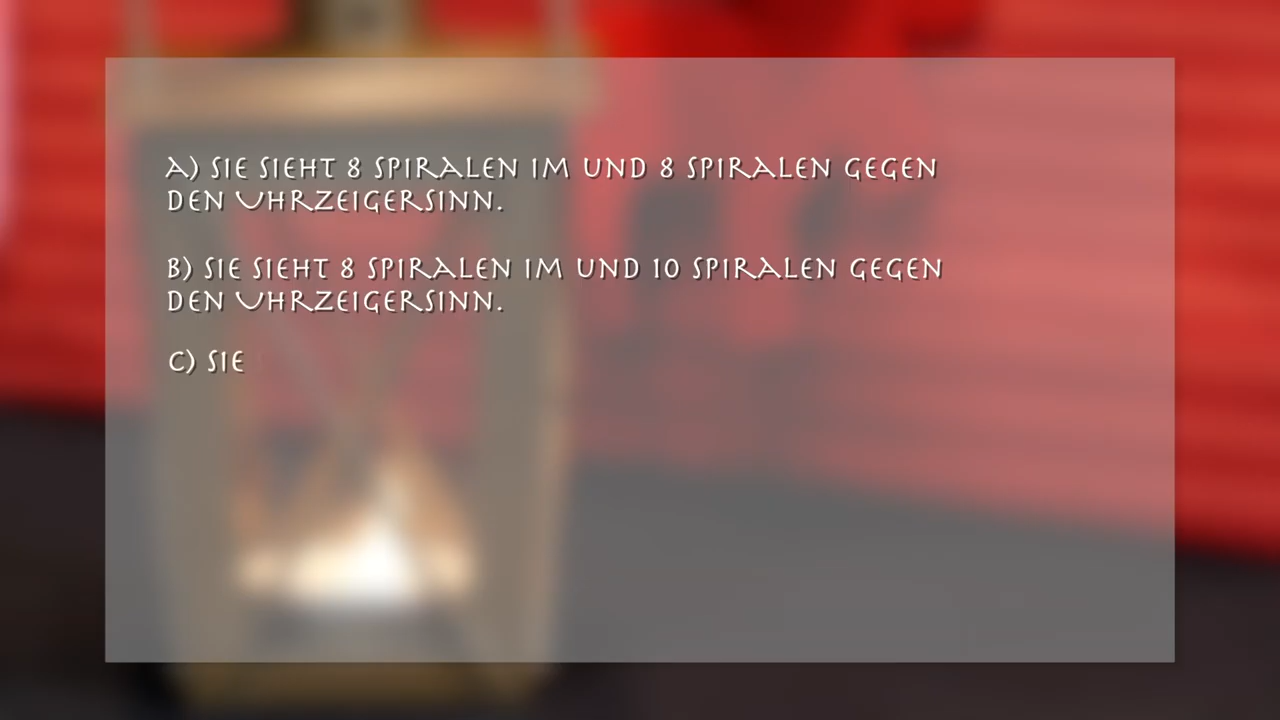 A) SIE SIEHT 8 SPIRALEN IM UND 8 SPIRALEN GEGEN
DEN UHRZEIGERSINN.
B) SIE SIEHT 8 SPIRALEN IM UND 10 SPIRALEN GEGEN
DEN UHRZEIGERSINN.
C) SIE